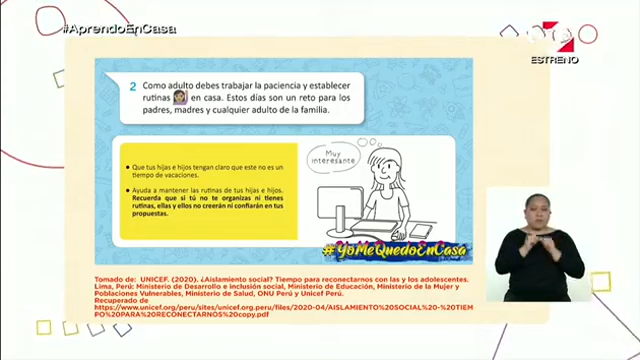 #AprendoEnCasa
ESTRENO
2 Como adulto debes trabajar la paciencia y establecer
rutinas en casa. Estos días son un reto para los
padres, madres y cualquier adulto de la familia.
• Que tus hijas e hijos tengan claro que este no es un
tiempo de vacaciones.
• Ayuda a mantener las rutinas de tus hijas e hijos.
Recuerda que si tú no te organizas ni tienes
rutinas, ellas y ellos no creerán ni confiarán en tus
propuestas.
Muy
interesante
#YoMeQuedoEnCasa
Tomado de: UNICEF. (2020). ¿Aislamiento social? Tiempo para reconectarnos con las y los adolescentes.
Lima, Perú: Ministerio de Desarrollo e inclusión social, Ministerio de Educación, Ministerio de la Mujer y
Poblaciones Vulnerables, Ministerio de Salud, ONU Perú y Unicef Perú.
Recuperado de
https://www.unicef.org/peru/sites/unicef.org.peru/files/2020-04/AISLAMIENTO%20SOCIAL%20-%20TIEM
PO%20PARA%20RECONECTARNOS%20copy.pdf